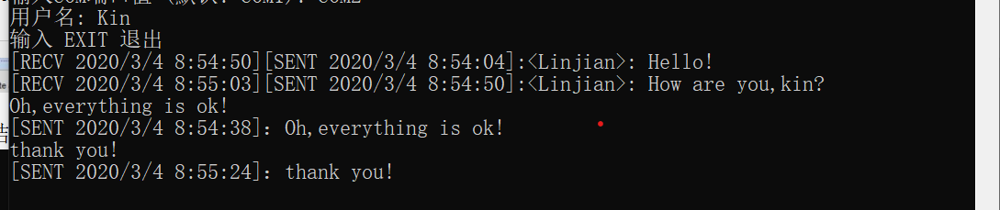 用户名: Kin
输入 EXIT 退出
[RECV 2020/3/4 8:54:50][SENT 2020/3/4 8:54:04]:<Linjian>: Hello!
[RECV 2020/3/4 8:55:03][SENT 2020/3/4 8:54:50]:<Linjian>: How are you,kin?
Oh,everything is ok!
[SENT 2020/3/4 8:54:38]: Oh,everything is ok!
thank you!
[SENT 2020/3/4 8:55:24]: thank you!